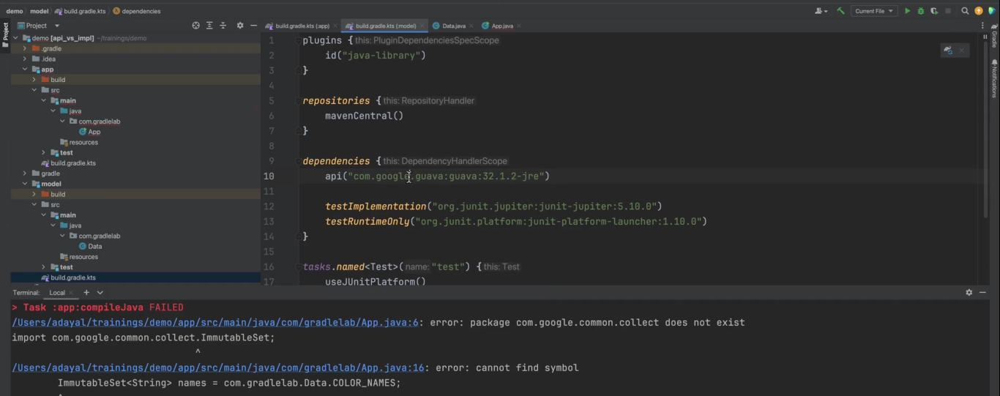 demo model build.gradle.kts dependencies
Current File
Project
build.gradle.kts (:app)
build.gradle.kts (:model)
Data.java
App.java
Project
Gradle
Notifications
demo [api_vs_impl] ~/trainings/demo
.gradle
.idea
app
build
src
main
java
com.gradlelab
App
resources
test
build.gradle.kts
gradle
model
build
src
main
java
com.gradlelab
Data
resources
test
build.gradle.kts
1 plugins { this: PluginDependenciesSpecScope
2 id("java-library")
3 }
4
5 repositories { this: RepositoryHandler
6 mavenCentral()
7 }
8
9 dependencies { this: DependencyHandlerScope
10 api("com.google.guava:guava:32.1.2-jre")
11
12 testImplementation("org.junit.jupiter:junit-jupiter:5.10.0")
13 testRuntimeOnly("org.junit.platform:junit-platform-launcher:1.10.0")
14 }
15
16 tasks.named<Test>( name: "test") { this: Test
17 useJUnitPlatform()
Terminal: Local
> Task :app:compileJava FAILED
/Users/adayal/trainings/demo/app/src/main/java/com/gradlelab/App.java:6: error: package com.google.common.collect does not exist
import com.google.common.collect.ImmutableSet;
^
/Users/adayal/trainings/demo/app/src/main/java/com/gradlelab/App.java:16: error: cannot find symbol
ImmutableSet<String> names = com.gradlelab.Data.COLOR_NAMES;
^